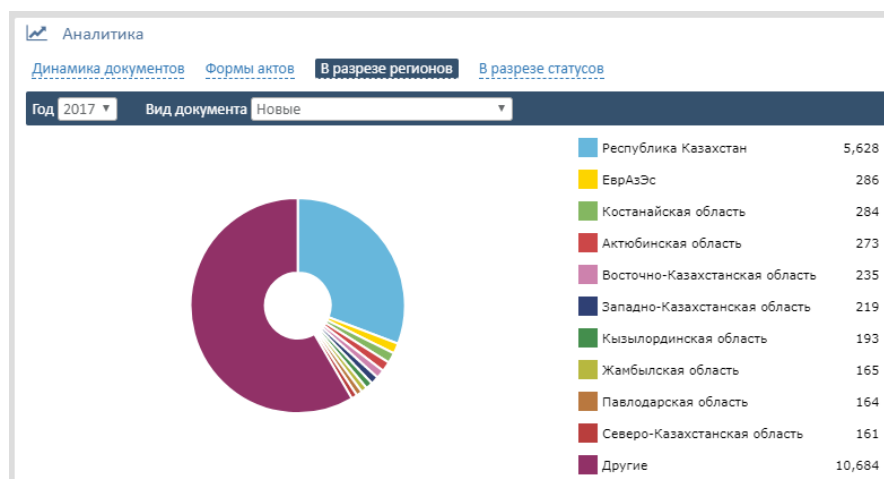 Аналитика
Динамика документов Формы актов В разрезе регионов В разрезе статусов
Год 2017 Вид документа Новые
Республика Казахстан 5,628
ЕврАзЭс 286
Костанайская область 284
Актюбинская область 273
Восточно-Казахстанская область 235
Западно-Казахстанская область 219
Кызылординская область 193
Жамбылская область 165
Павлодарская область 164
Северо-Казахстанская область 161
Другие 10,684